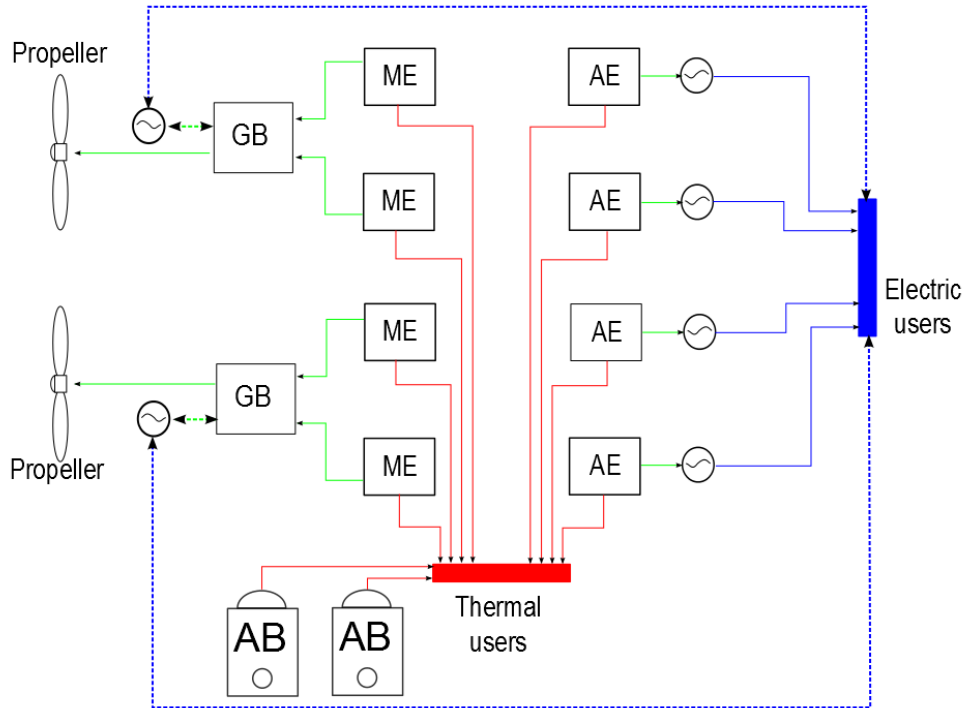 Propeller
ME
AE
GB
ME
AE
Electric
users
ME
AE
GB
Propeller
ME
AE
Thermal
users
AB
AB